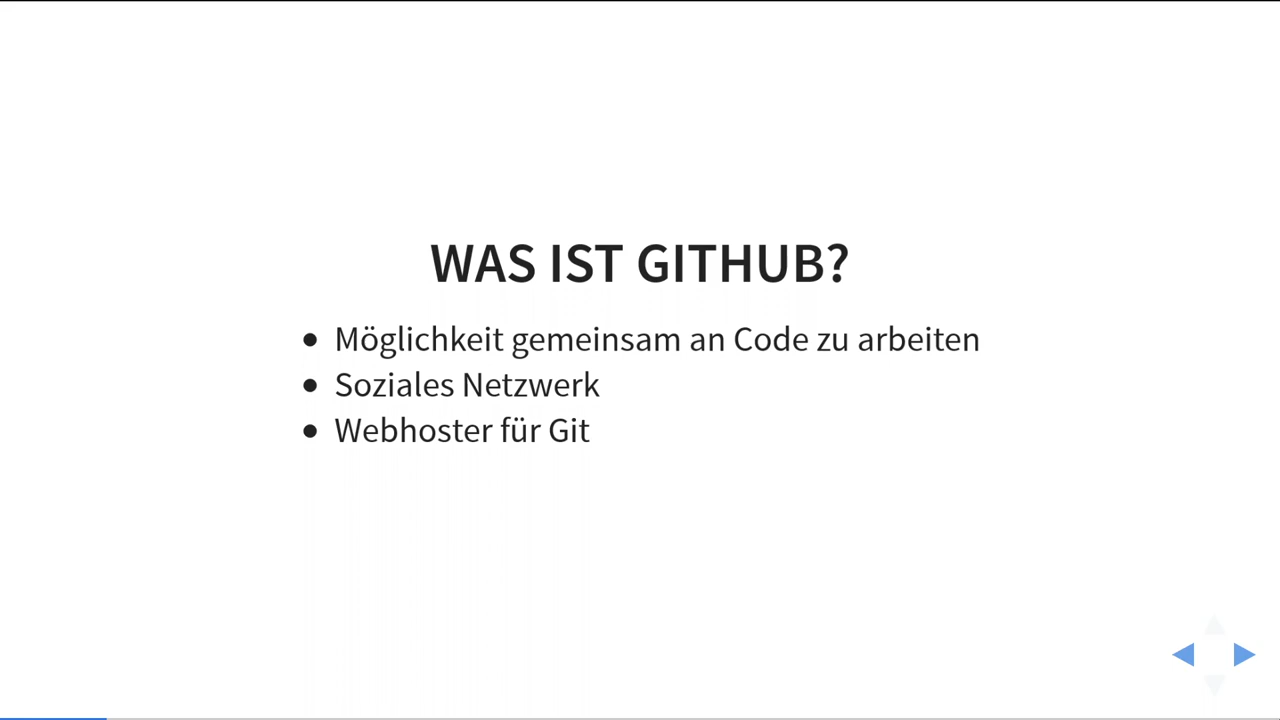 WAS IST GITHUB?
Möglichkeit gemeinsam an Code zu arbeiten
Soziales Netzwerk
Webhoster für Git